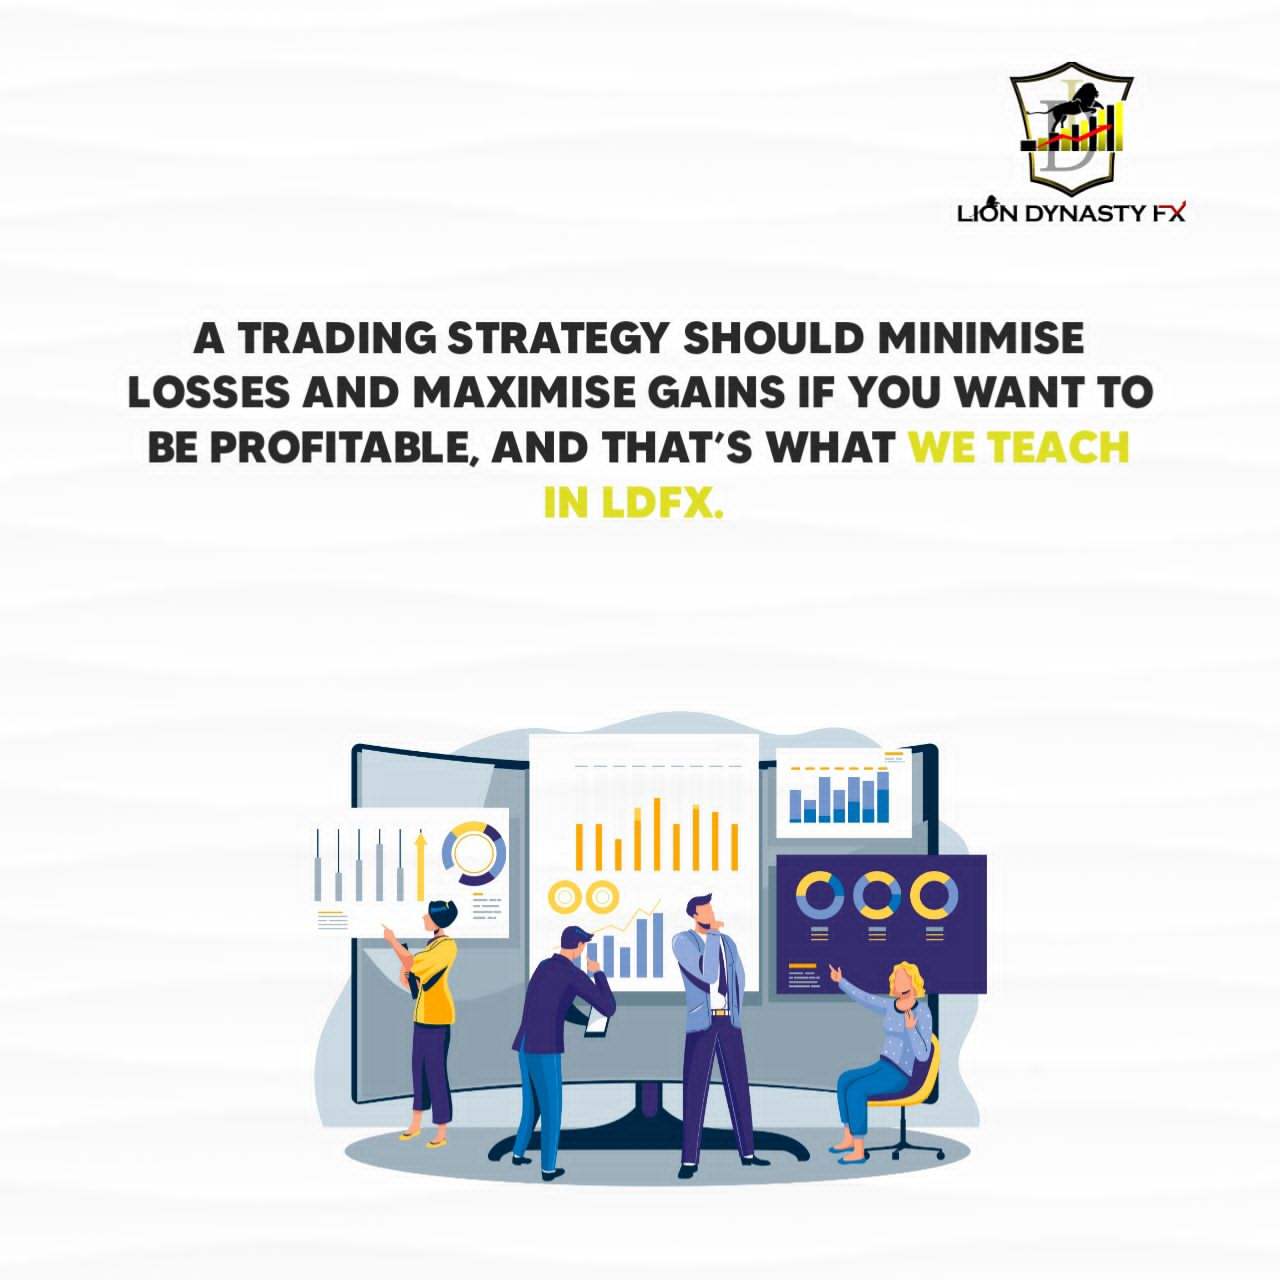 LION DYNASTY FX
A TRADING STRATEGY SHOULD MINIMISE
LOSSES AND MAXIMISE GAINS IF YOU WANT TO
BE PROFITABLE, AND THAT'S WHAT WE TEACH
IN LDFX.